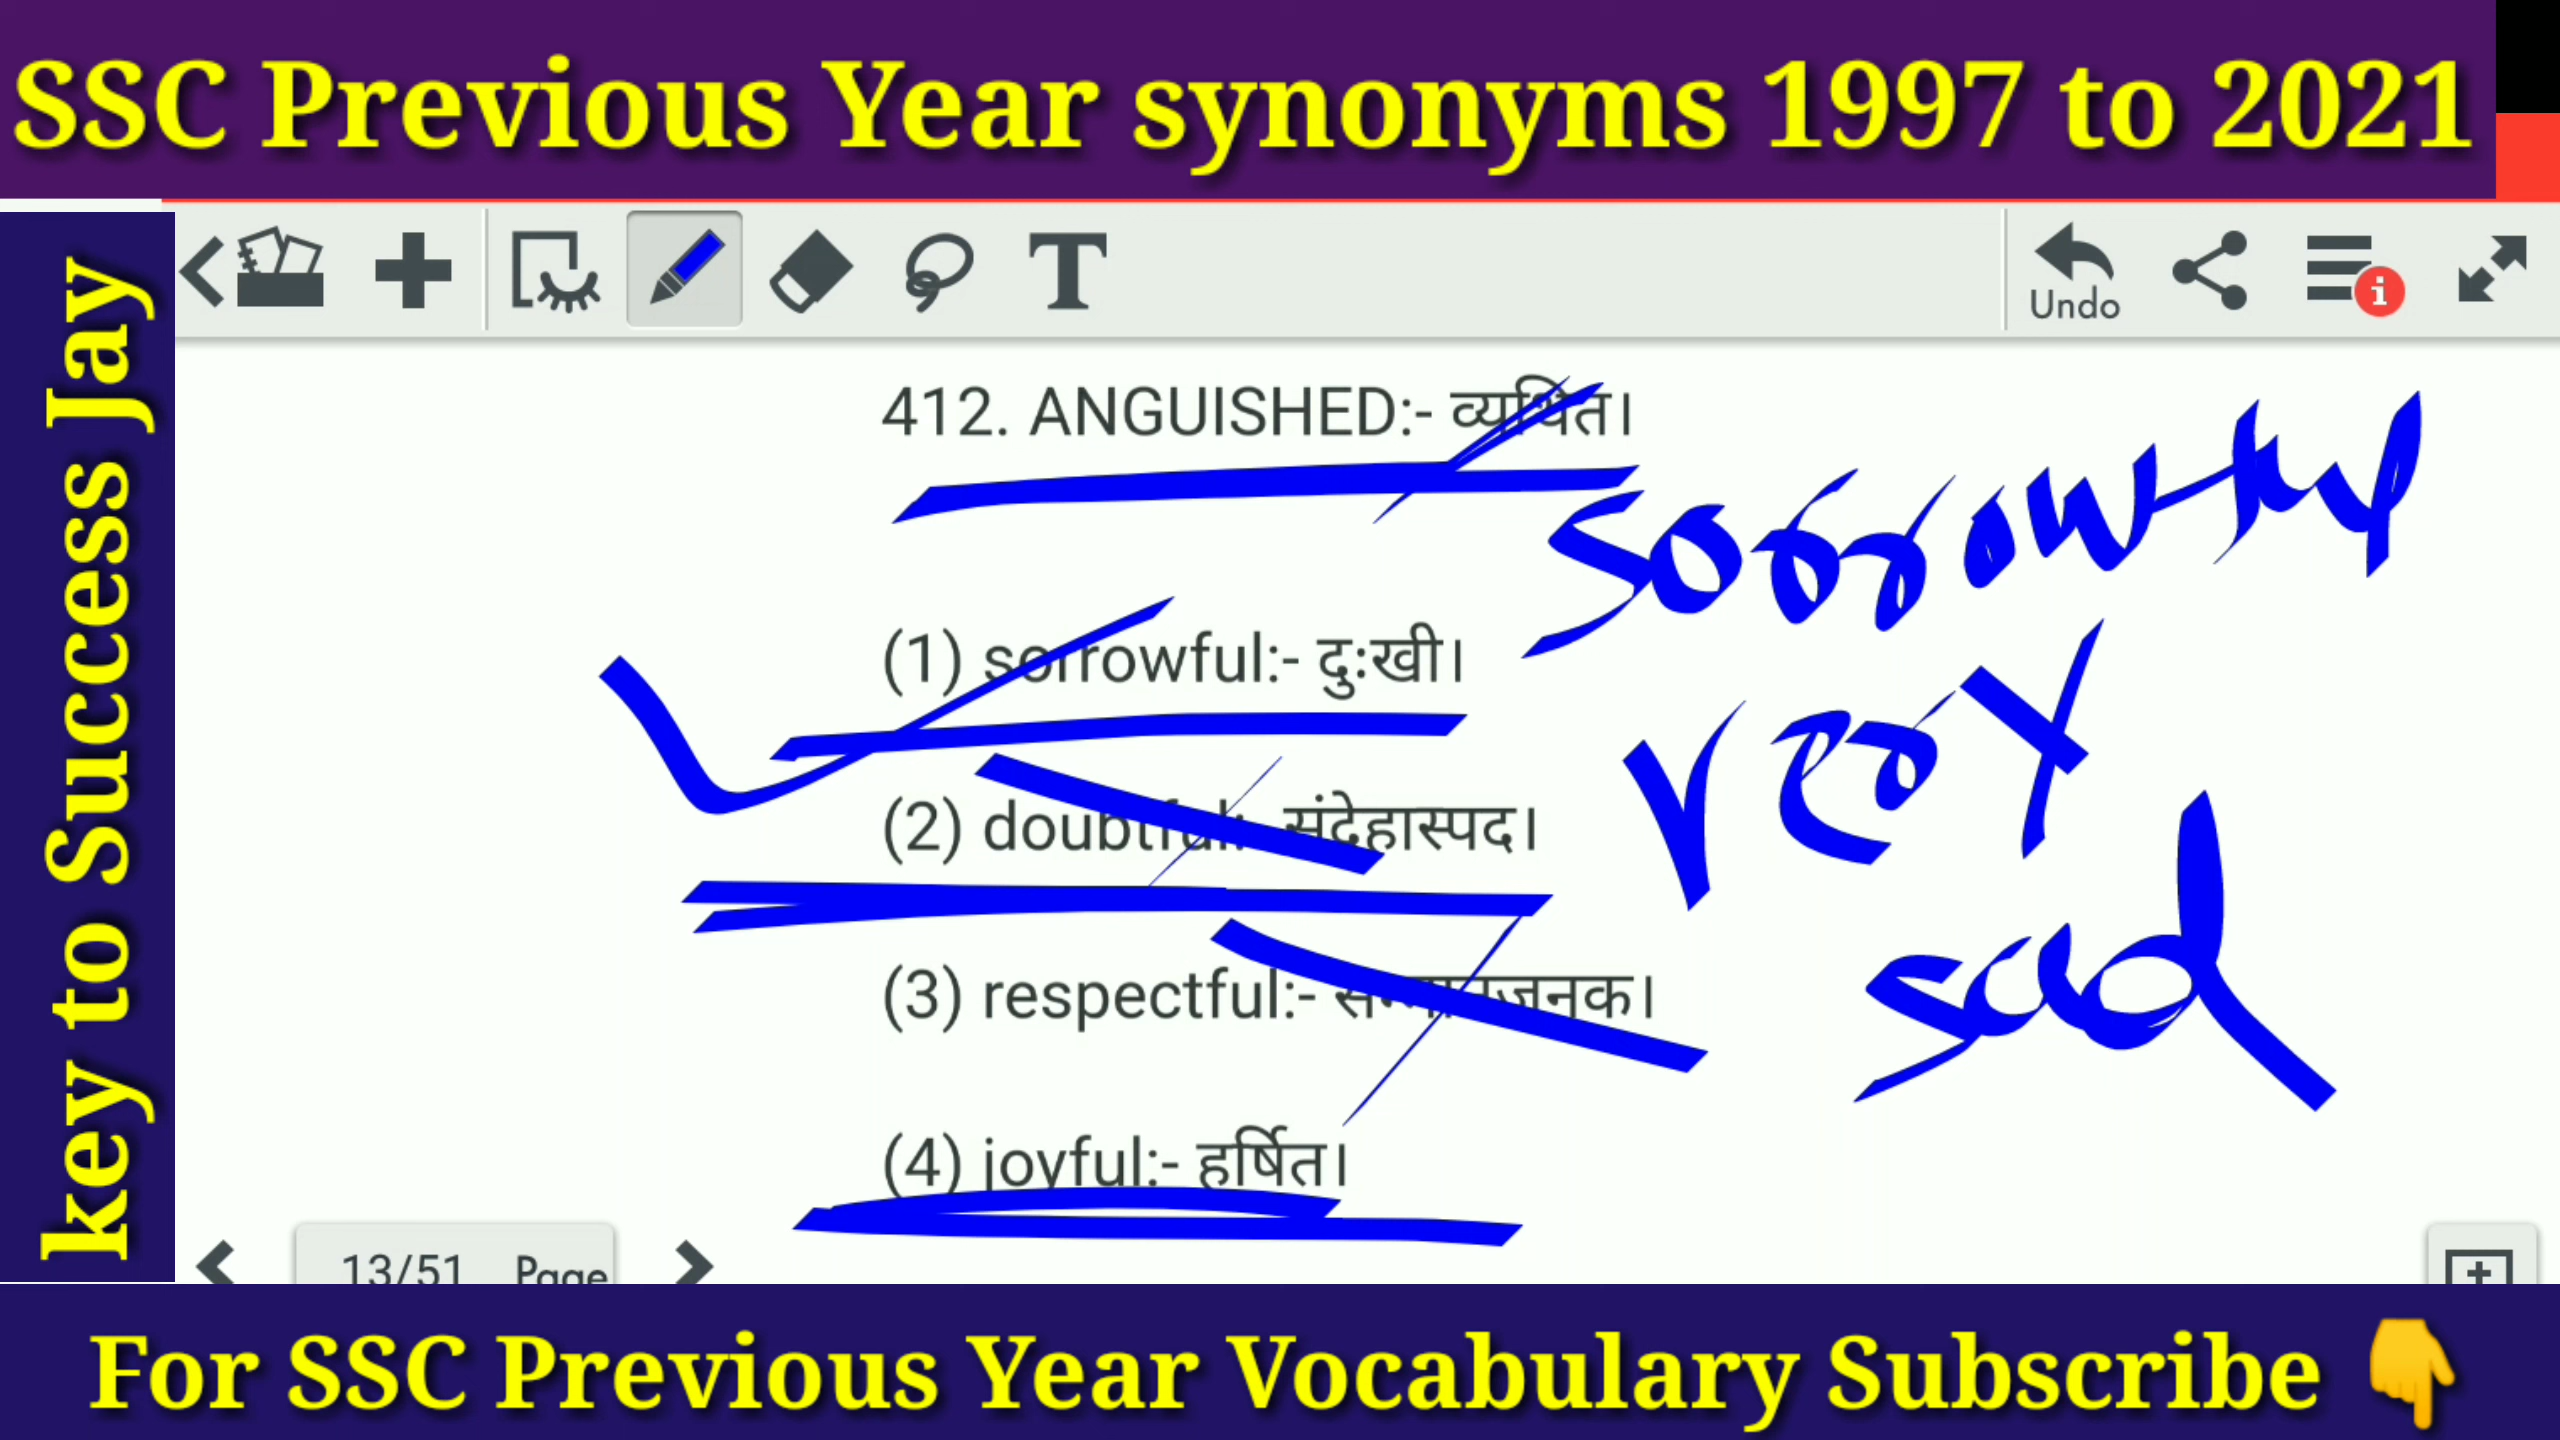 SSC Previous Year synonyms 1997 to 2021
key to Success Jay
T
Undo
412. ANGUISHED:- व्यथित।
(1) sorrowful:- दुःखी।
(2) doubtful:- संदेहास्पद।
(3) respectful:- सम्मानजनक।
(4) joyful:- हर्षित।
very
sad
13/51 Page
For SSC Previous Year Vocabulary Subscribe 👇